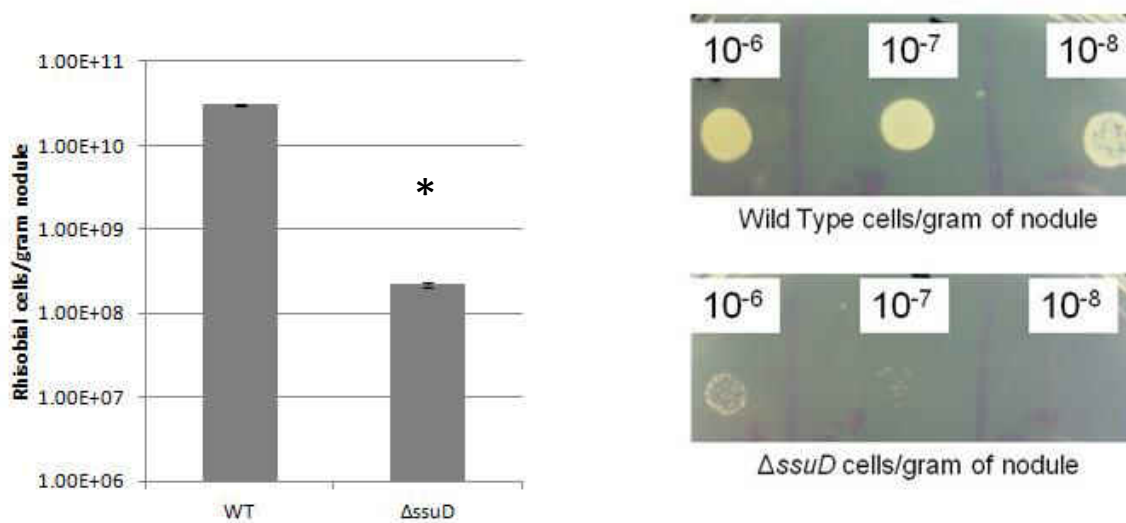 1.00E+11
1.00E+10
1.00E+09
1.00E+08
1.00E+07
1.00E+06
Rhisobial cells/gram nodule
*
WT
ΔssuD
10-6
10-7
10-8
Wild Type cells/gram of nodule
10-6
10-7
10-8
ΔssuD cells/gram of nodule